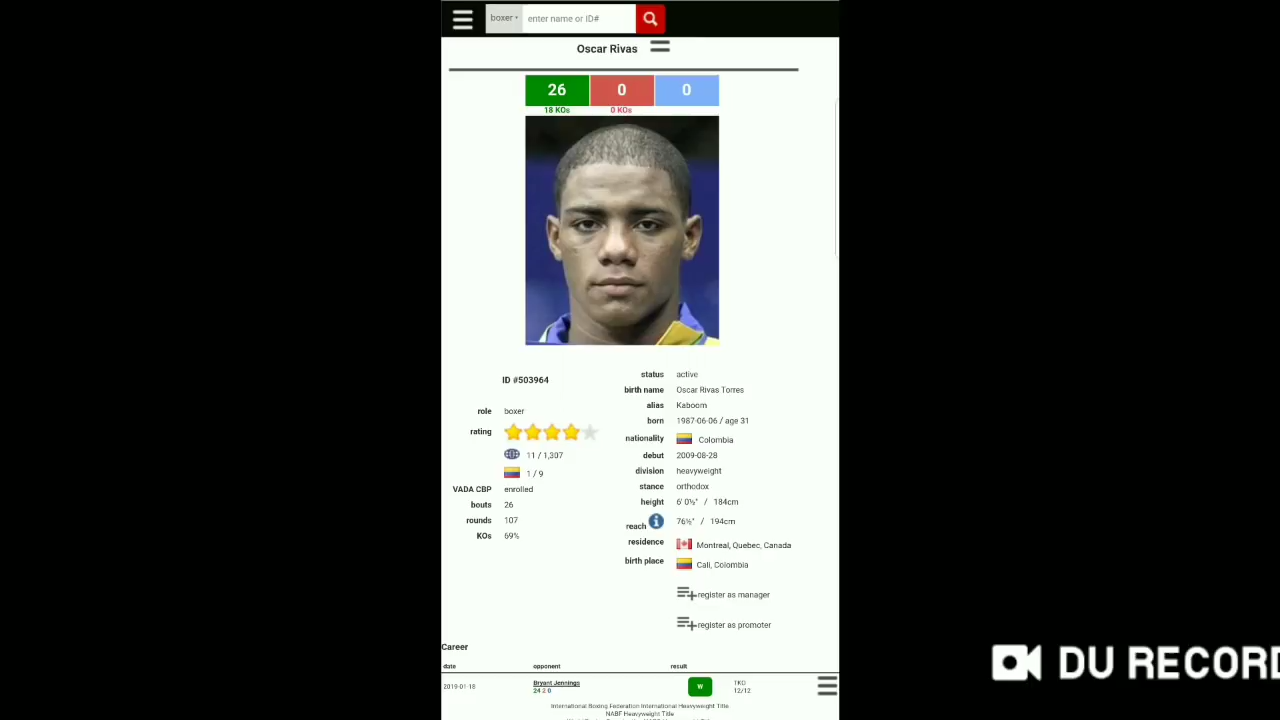 boxer
enter name or ID#
Oscar Rivas
26 0 0
18 KOs 0 KOs
ID #503964
role boxer
rating
11 / 1,307
1 / 9
VADA CBP enrolled
bouts 26
rounds 107
KOs 69%
status active
birth name Oscar Rivas Torres
alias Kaboom
born 1987-06-06 / age 31
nationality Colombia
debut 2009-08-28
division heavyweight
stance orthodox
height 6' 0½" / 184cm
reach 76½" / 194cm
residence Montreal, Quebec, Canada
birth place Cali, Colombia
register as manager
register as promoter
Career
date opponent result
2019-01-18 Bryant Jennings W TKO
24 2 0 12/12
International Boxing Federation International Heavyweight Title
NABF Heavyweight Title
DU RECORD